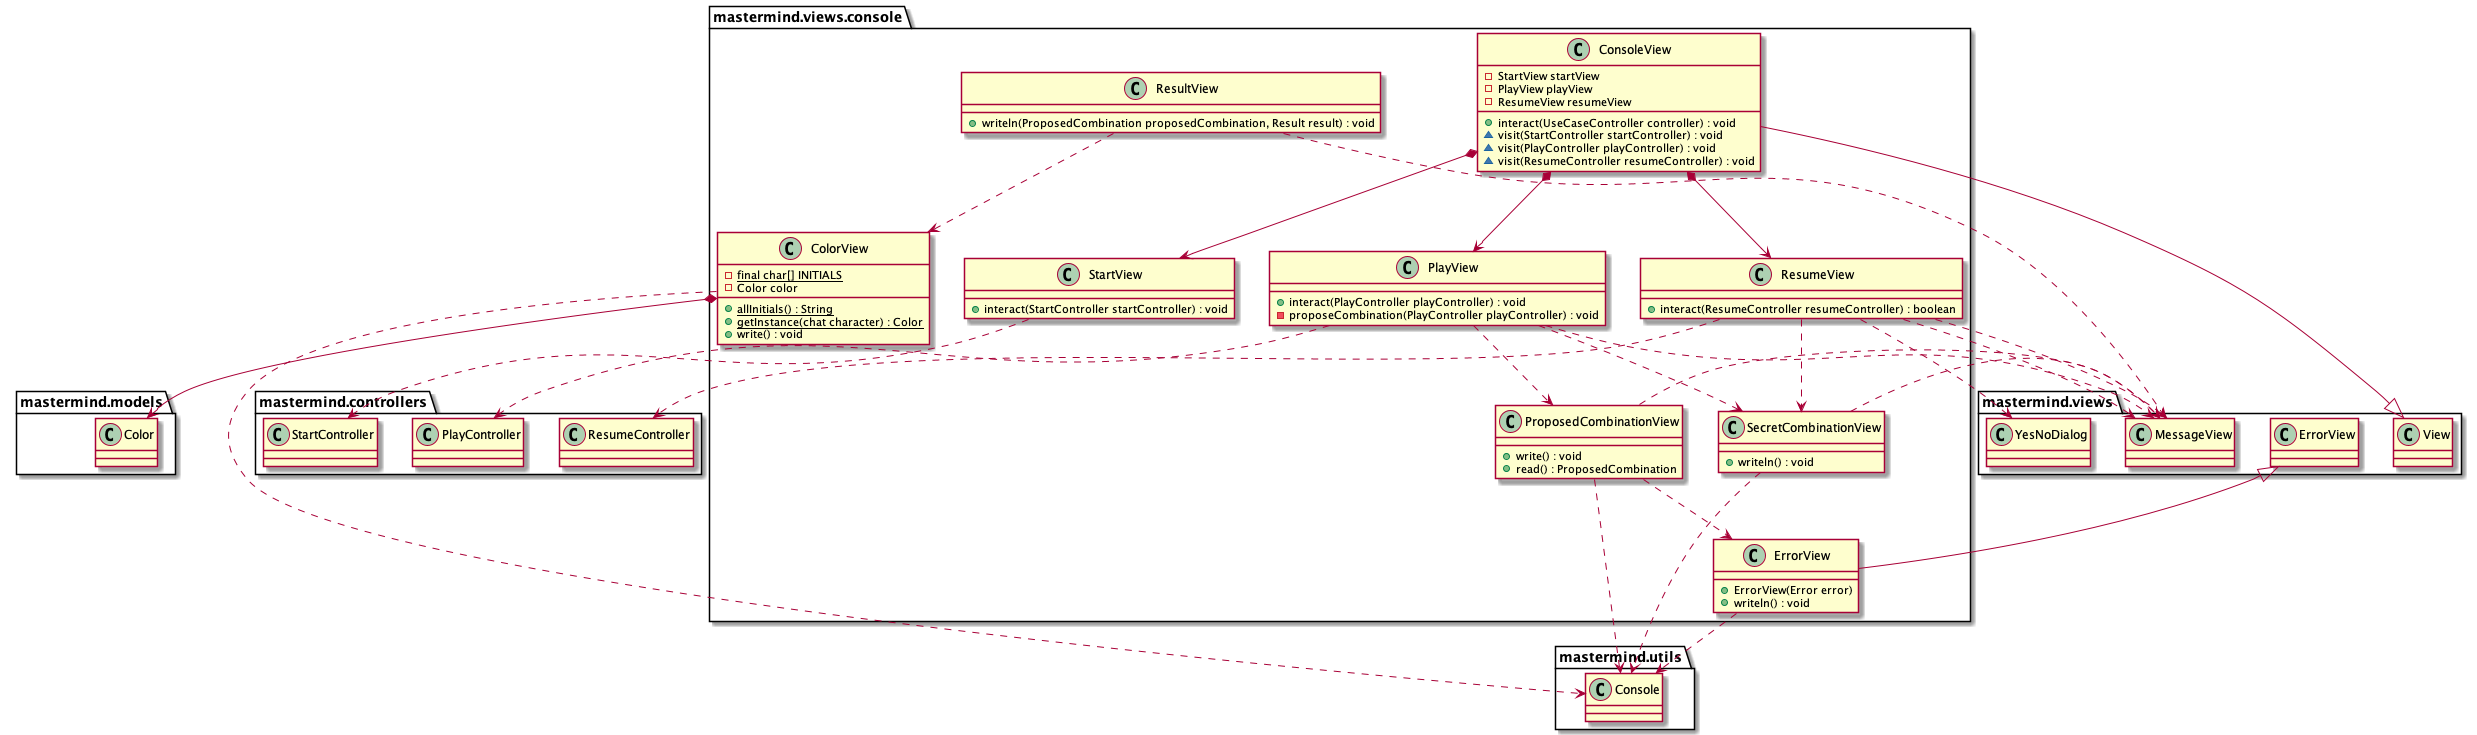 mastermind.views.console
C ConsoleView
StartView startView
PlayView playView
ResumeView resumeView
interact(UseCaseController controller) : void
visit(StartController startController) : void
visit(PlayController playController) : void
visit(ResumeController resumeController) : void
C ResultView
writeln(ProposedCombination proposedCombination, Result result) : void
C ColorView
final char[] INITIALS
Color color
allInitials() : String
getInstance(chat character) : Color
write() : void
C StartView
interact(StartController startController) : void
C PlayView
interact(PlayController playController) : void
proposeCombination(PlayController playController) : void
C ResumeView
interact(ResumeController resumeController) : boolean
mastermind.models
C Color
mastermind.controllers
C StartController
C PlayController
C ResumeController
C ProposedCombinationView
write() : void
read() : ProposedCombination
C SecretCombinationView
writeln() : void
mastermind.views
C YesNoDialog
C MessageView
C ErrorView
C View
C ErrorView
ErrorView(Error error)
writeln() : void
mastermind.utils
C Console